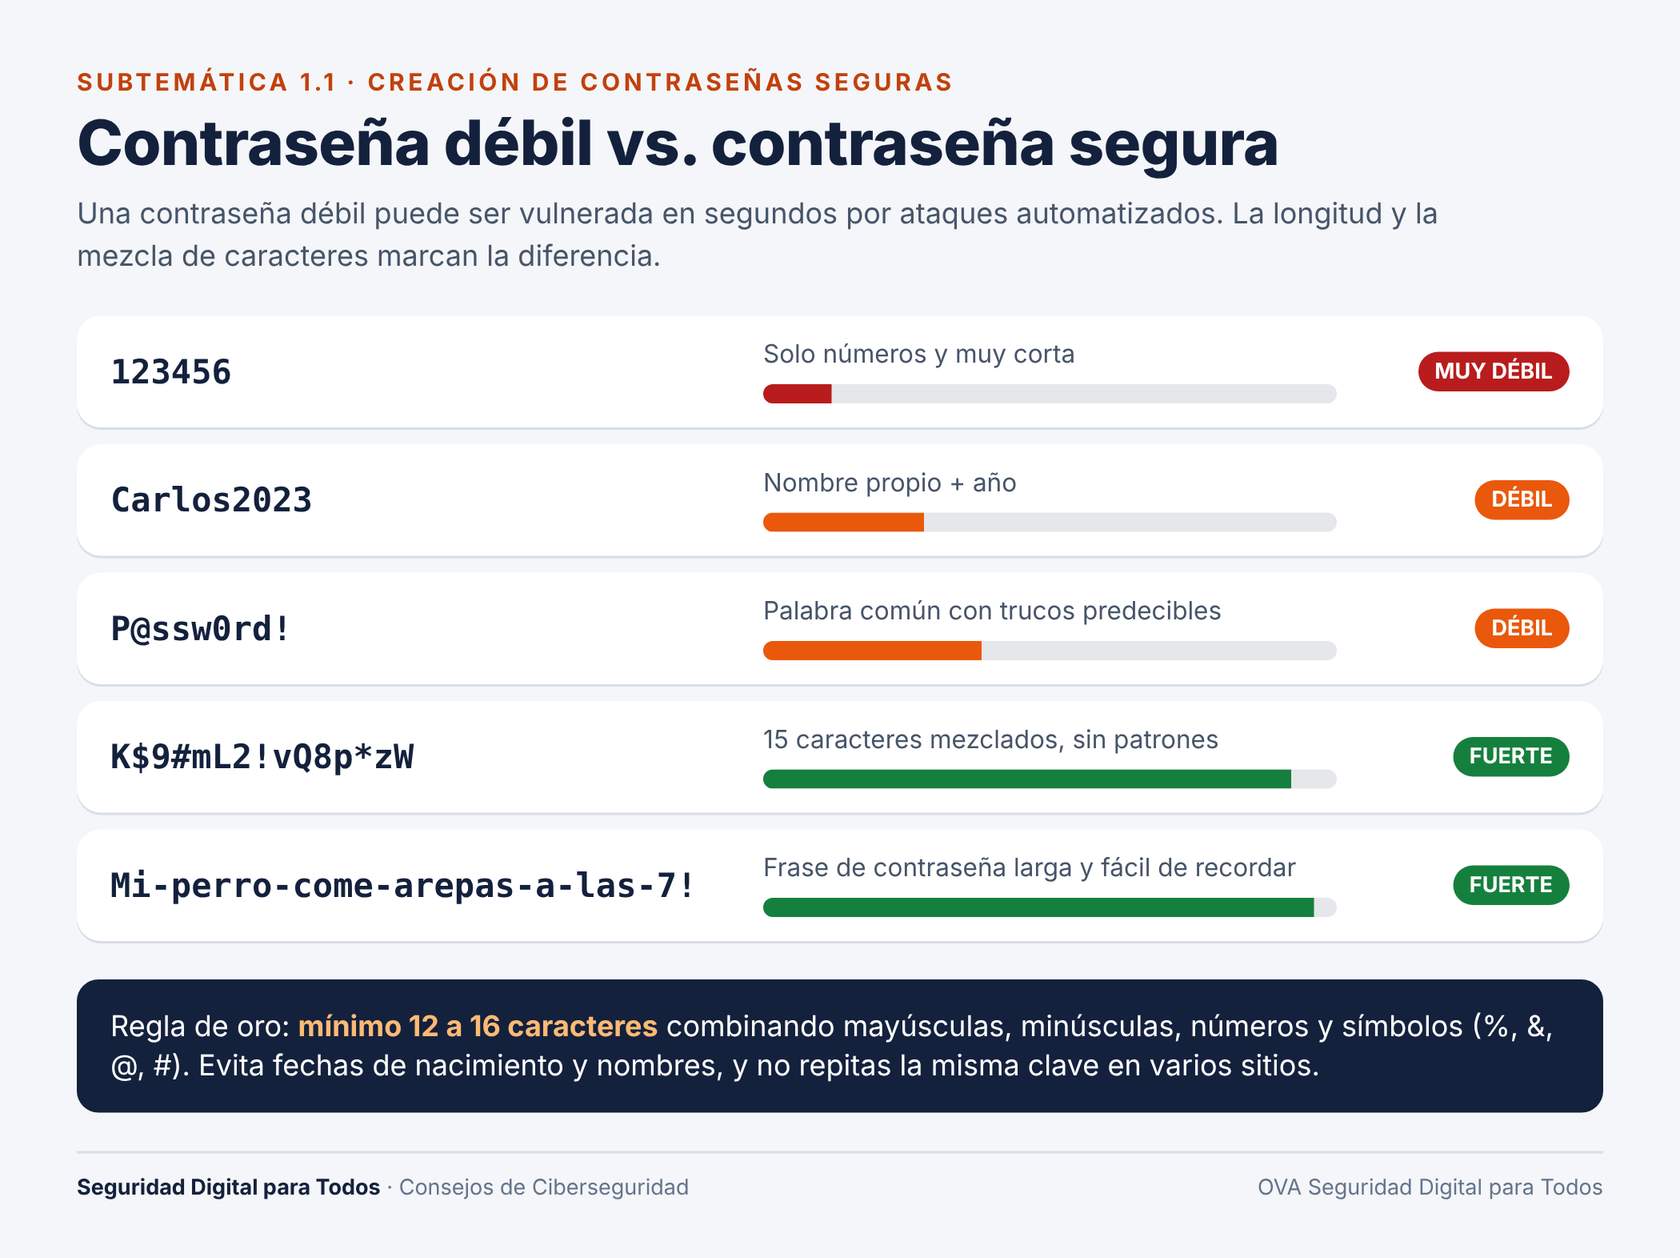 SUBTEMÁTICA 1.1 · CREACIÓN DE CONTRASEÑAS SEGURAS
Contraseña débil vs. contraseña segura
Una contraseña débil puede ser vulnerada en segundos por ataques automatizados. La longitud y la
mezcla de caracteres marcan la diferencia.
123456
Solo números y muy corta
MUY DÉBIL
Carlos2023
Nombre propio + año
DÉBIL
P@ssw0rd!
Palabra común con trucos predecibles
DÉBIL
K$9#mL2!vQ8p*zW
15 caracteres mezclados, sin patrones
FUERTE
Mi-perro-come-arepas-a-las-7!
Frase de contraseña larga y fácil de recordar
FUERTE
Regla de oro: mínimo 12 a 16 caracteres combinando mayúsculas, minúsculas, números y símbolos (%, &,
@, #). Evita fechas de nacimiento y nombres, y no repitas la misma clave en varios sitios.
Seguridad Digital para Todos · Consejos de Ciberseguridad
OVA Seguridad Digital para Todos